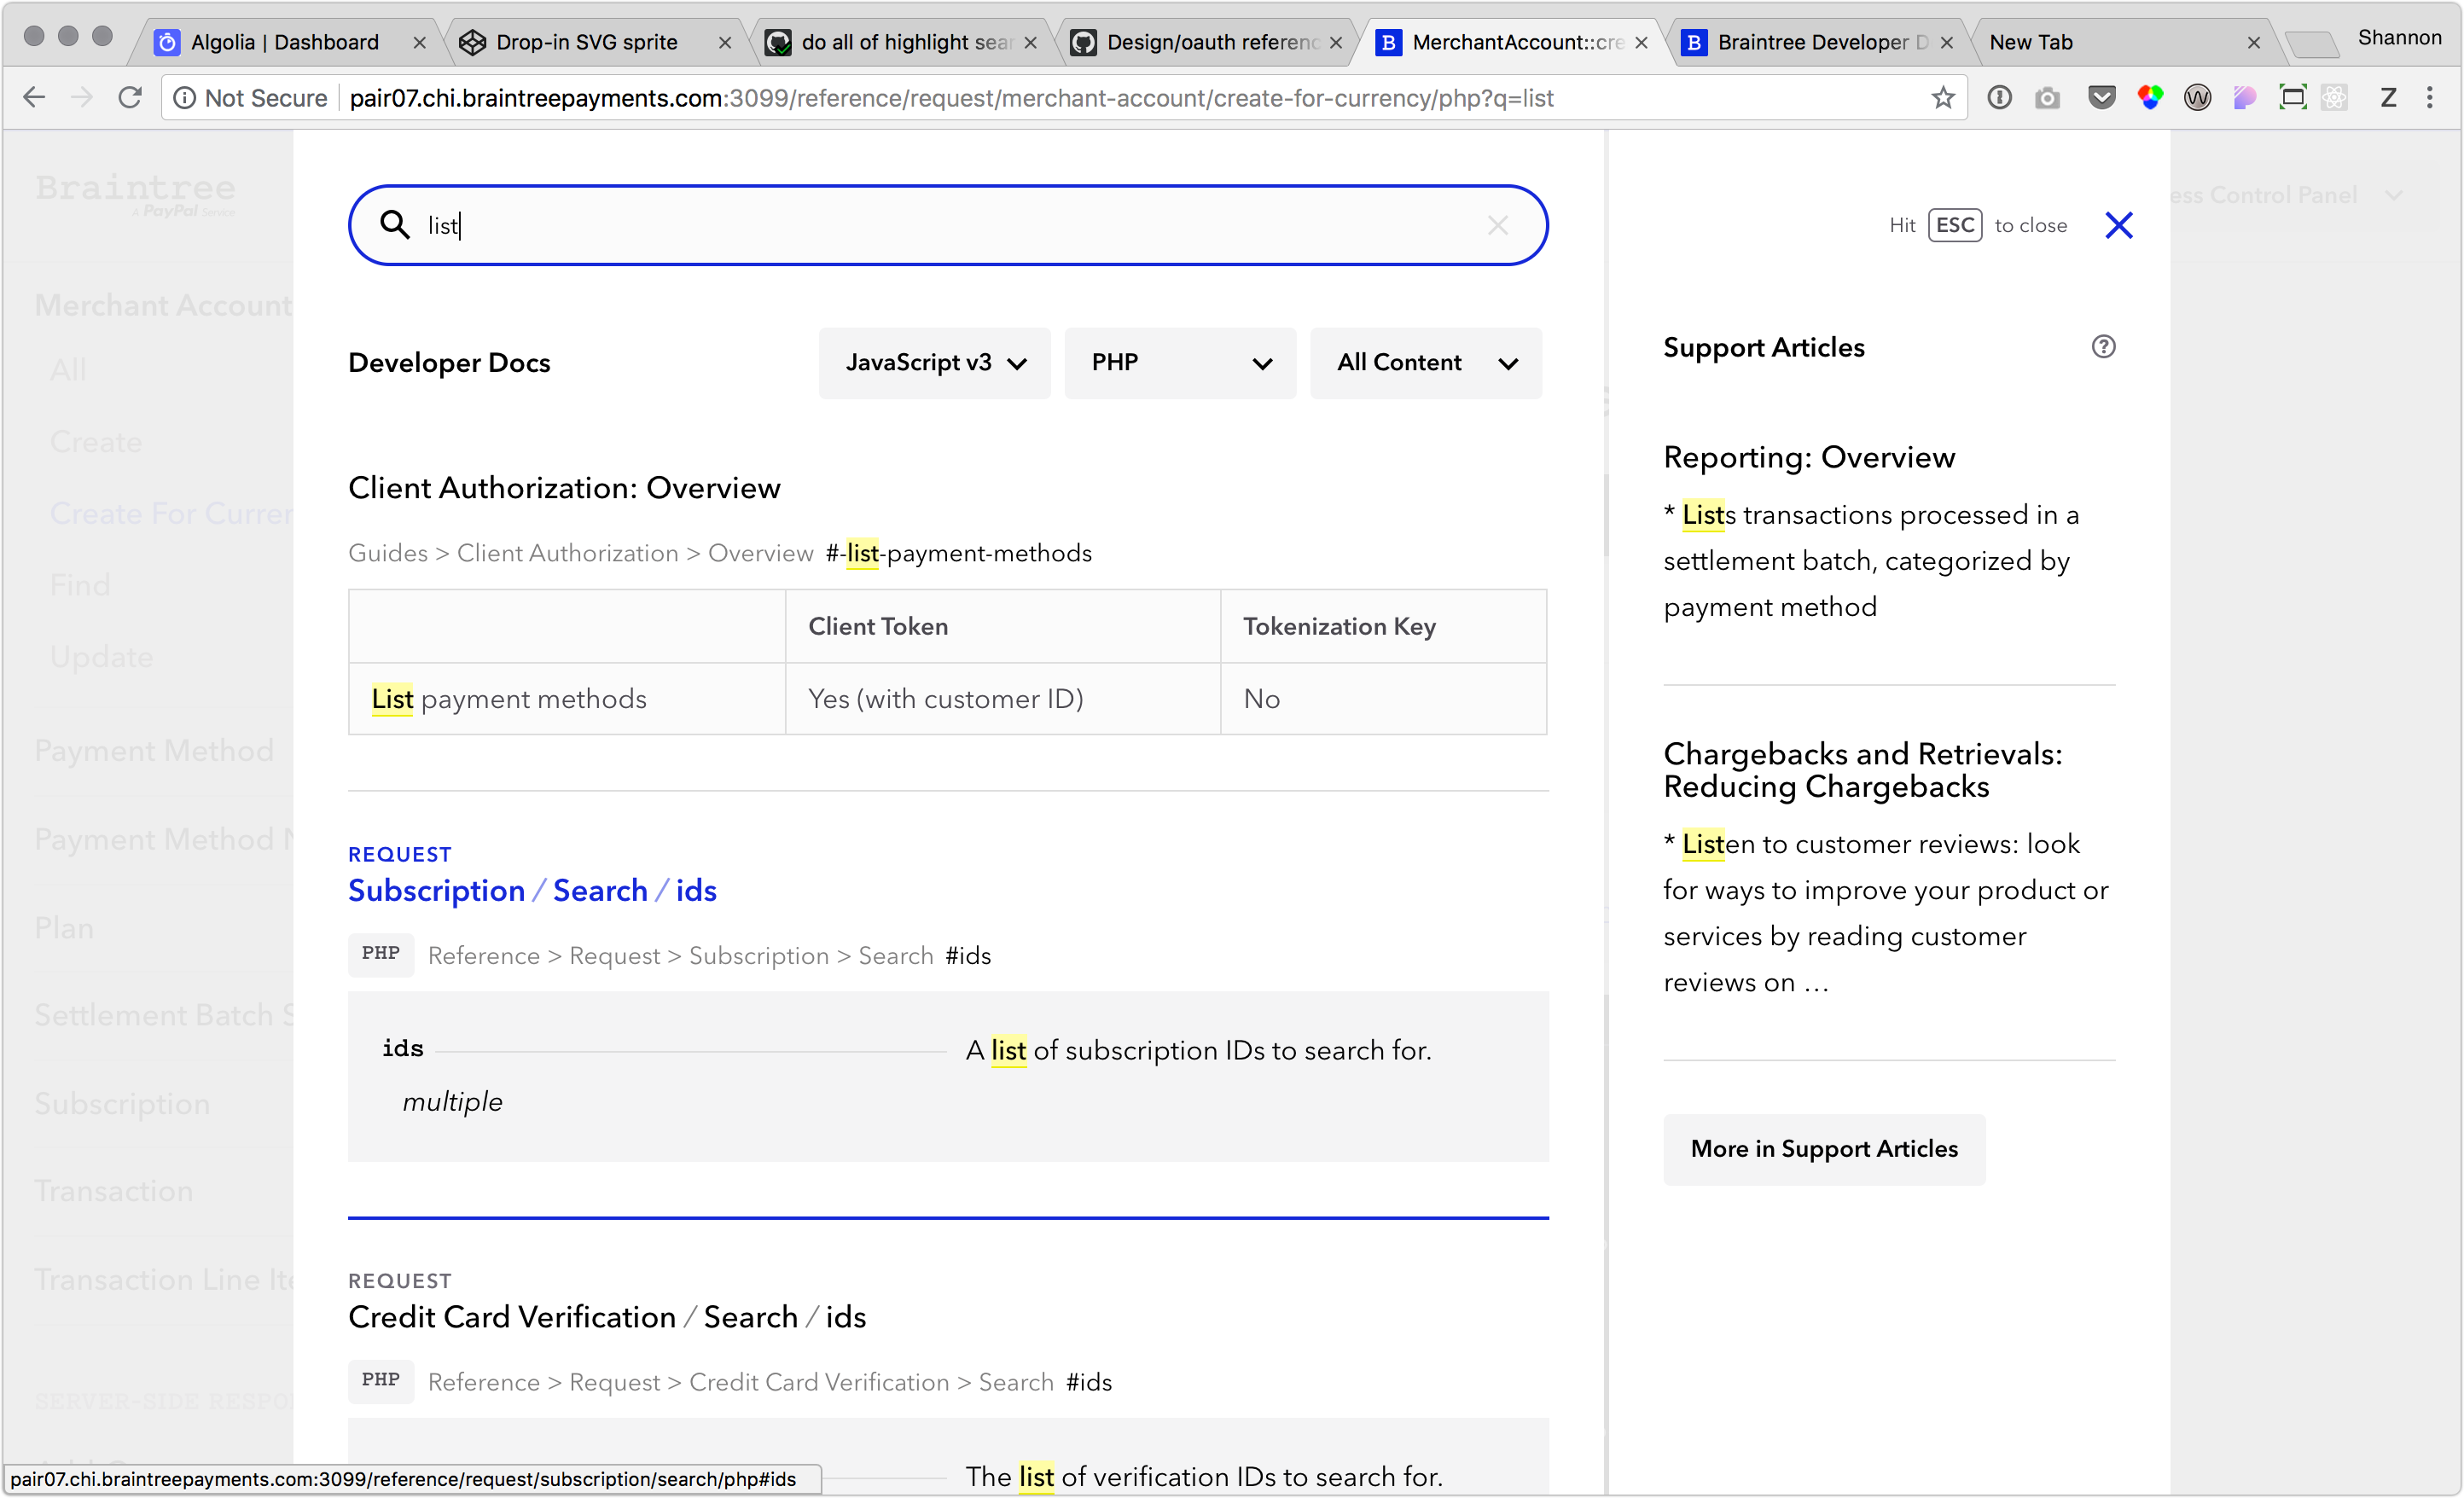 Algolia | Dashboard
Drop-in SVG sprite
do all of highlight sear
Design/oauth referenc
MerchantAccount::cre
Braintree Developer D
New Tab
Shannon
Not Secure
pair07.chi.braintreepayments.com:3099/reference/request/merchant-account/create-for-currency/php?q=list
Z
Braintree
A PayPal Service
Merchant Account
All
Create
Create For Curren
Find
Update
Payment Method
Payment Method N
Plan
Settlement Batch S
Subscription
Transaction
Transaction Line Ite
SERVER-SIDE RESPO
list
Developer Docs
JavaScript v3
PHP
All Content
Client Authorization: Overview
Guides > Client Authorization > Overview #-list-payment-methods
Client Token
Tokenization Key
List payment methods
Yes (with customer ID)
No
REQUEST
Subscription / Search / ids
PHP
Reference > Request > Subscription > Search #ids
ids
A list of subscription IDs to search for.
multiple
REQUEST
Credit Card Verification / Search / ids
PHP
Reference > Request > Credit Card Verification > Search #ids
The list of verification IDs to search for.
ess Control Panel
Hit ESC to close
Support Articles
Reporting: Overview
* Lists transactions processed in a
settlement batch, categorized by
payment method
Chargebacks and Retrievals:
Reducing Chargebacks
* Listen to customer reviews: look
for ways to improve your product or
services by reading customer
reviews on …
More in Support Articles
pair07.chi.braintreepayments.com:3099/reference/request/subscription/search/php#ids